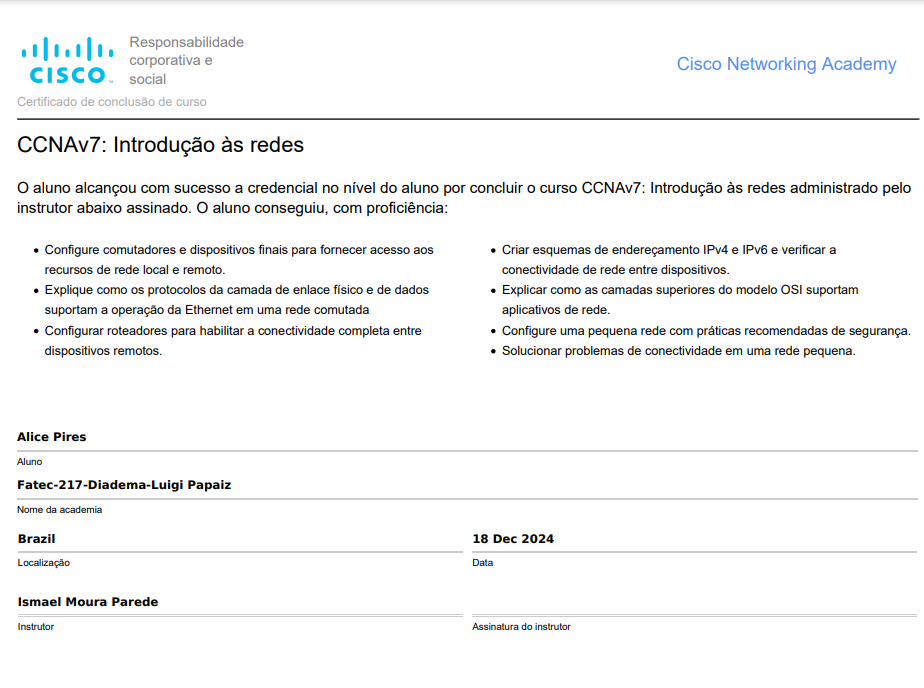 CISCO
Responsabilidade
corporativa e
social
Cisco Networking Academy
Certificado de conclusão de curso
CCNAv7: Introdução às redes
O aluno alcançou com sucesso a credencial no nível do aluno por concluir o curso CCNAv7: Introdução às redes administrado pelo
instrutor abaixo assinado. O aluno conseguiu, com proficiência:
• Configure comutadores e dispositivos finais para fornecer acesso aos
recursos de rede local e remoto.
• Explique como os protocolos da camada de enlace físico e de dados
suportam a operação da Ethernet em uma rede comutada
• Configurar roteadores para habilitar a conectividade completa entre
dispositivos remotos.
• Criar esquemas de endereçamento IPv4 e IPv6 e verificar a
conectividade de rede entre dispositivos.
• Explicar como as camadas superiores do modelo OSI suportam
aplicativos de rede.
• Configure uma pequena rede com práticas recomendadas de segurança.
• Solucionar problemas de conectividade em uma rede pequena.
Alice Pires
Aluno
Fatec-217-Diadema-Luigi Papaiz
Nome da academia
Brazil
Localização
18 Dec 2024
Data
Ismael Moura Parede
Instrutor
Assinatura do instrutor